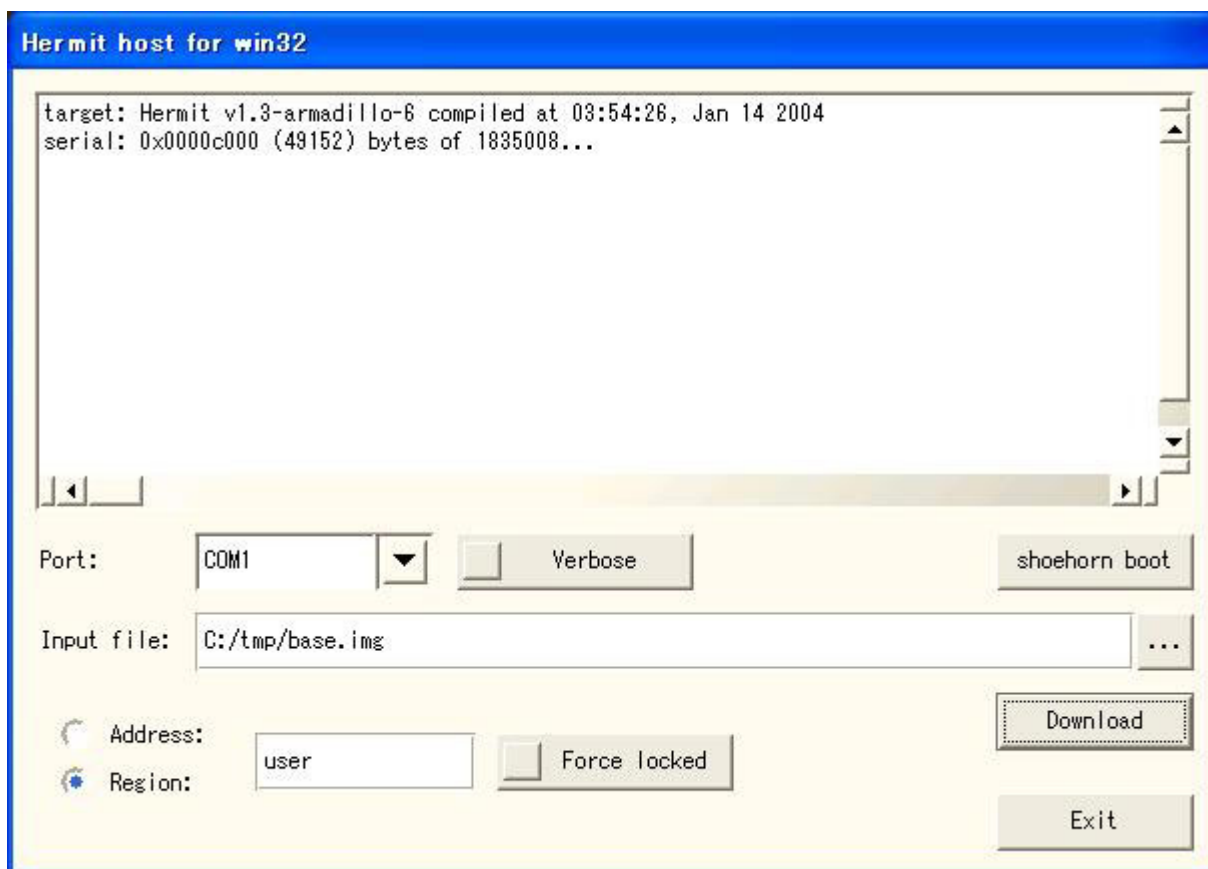 Hermit host for win32
target: Hermit v1.3-armadillo-6 compiled at 03:54:26, Jan 14 2004
serial: 0x0000c000 (49152) bytes of 1835008...
Port:
COM1
Verbose
shoehorn boot
Input file:
C:/tmp/base.img
...
Address:
Region:
user
Force locked
Download
Exit